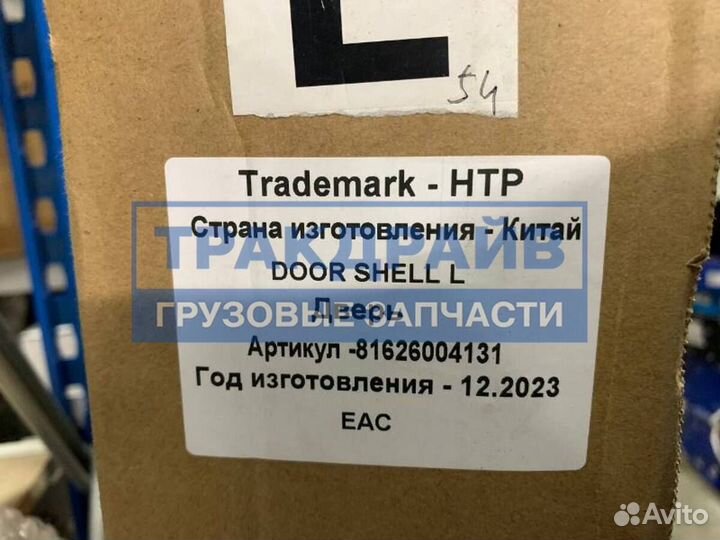 L
54
Trademark - HTP
Страна изготовления - Китай
ТРАКДРАЙВ
DOOR SHELL L
Дверь
ГРУЗОВЫЕ ЗАПЧАСТИ
Артикул -81626004131
Год изготовления - 12.2023
EAC
Avito